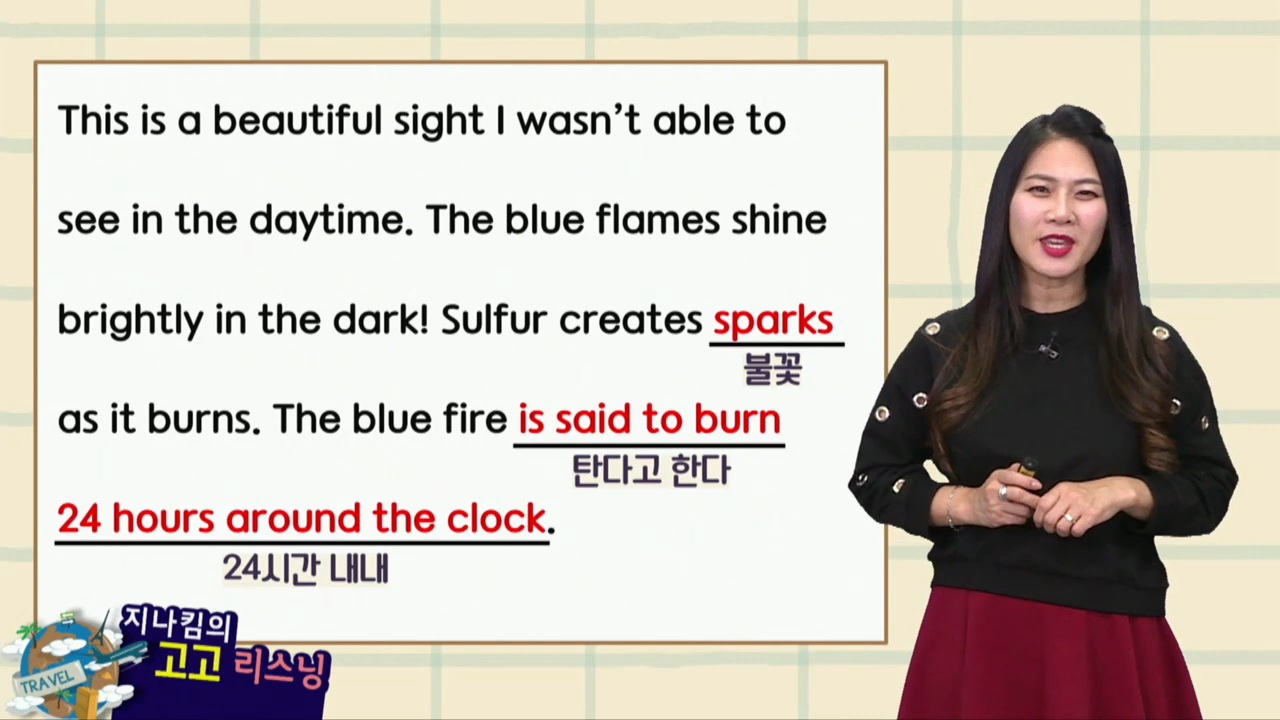 This is a beautiful sight I wasn't able to
see in the daytime. The blue flames shine
brightly in the dark! Sulfur creates sparks
불꽃
as it burns. The blue fire is said to burn
탄다고 한다
24 hours around the clock.
24시간 내내
지나킴의
고고 리스닝
TRAVEL